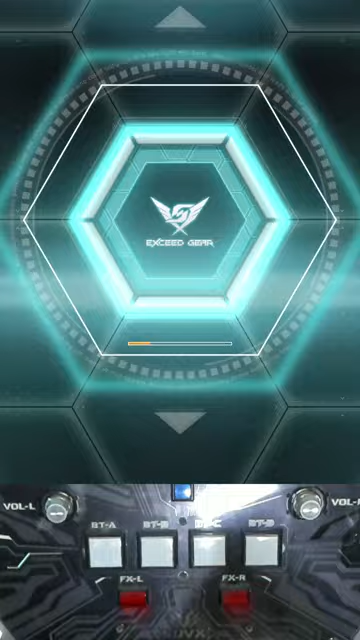 EXCEED GEAR
VOL-L
VOL-R
BT-A
BT-B
BT-C
BT-D
FX-L
FX-R